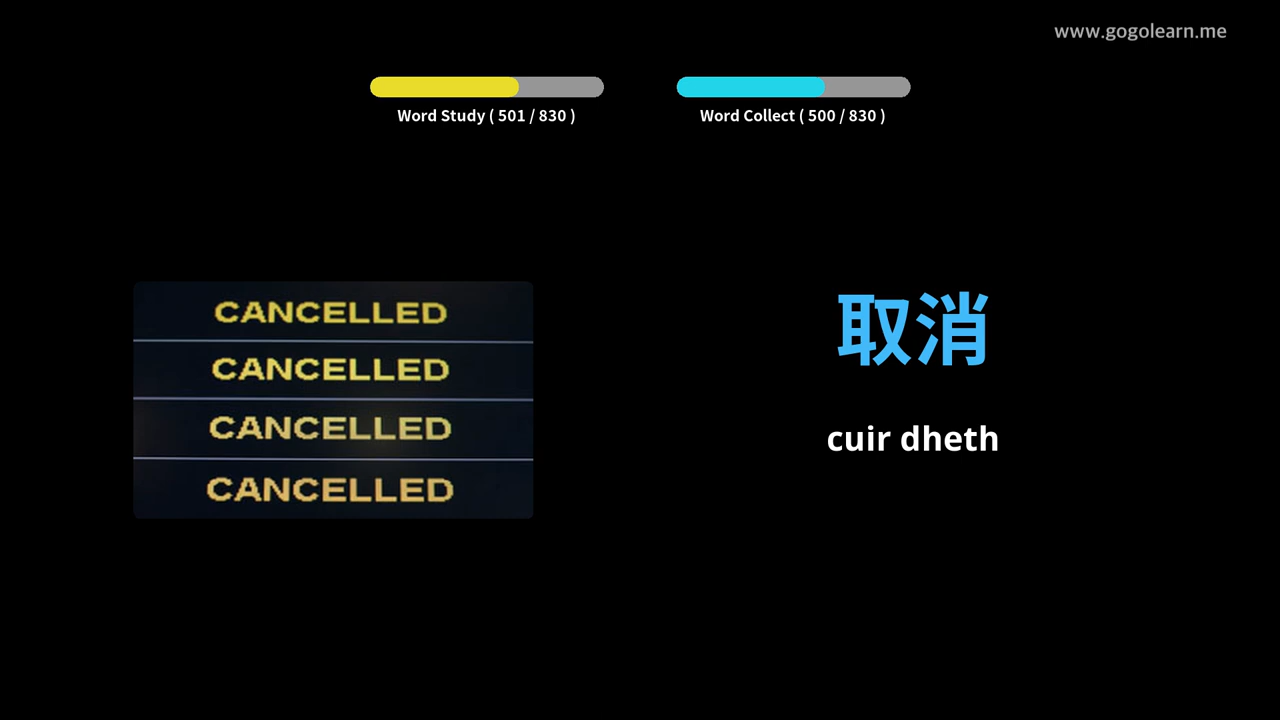 www.gogolearn.me
Word Study ( 501 / 830 )
Word Collect ( 500 / 830 )
CANCELLED
CANCELLED
CANCELLED
CANCELLED
取消
cuir dheth